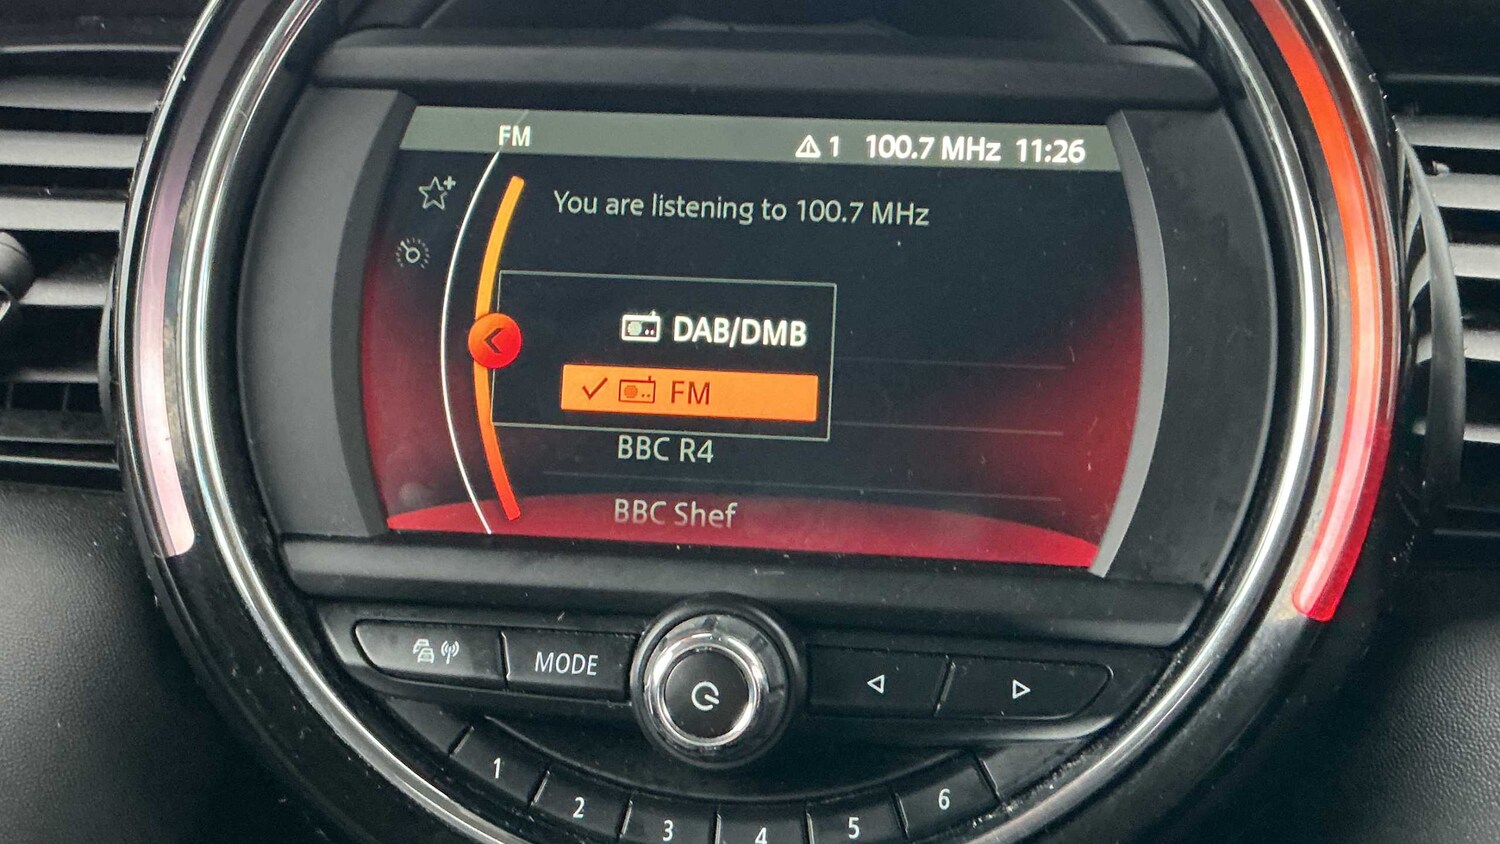 FM 1 100.7 MHz 11:26
You are listening to 100.7 MHz
DAB/DMB
FM
BBC R4
BBC Shef
MODE
1 2 3 4 5 6